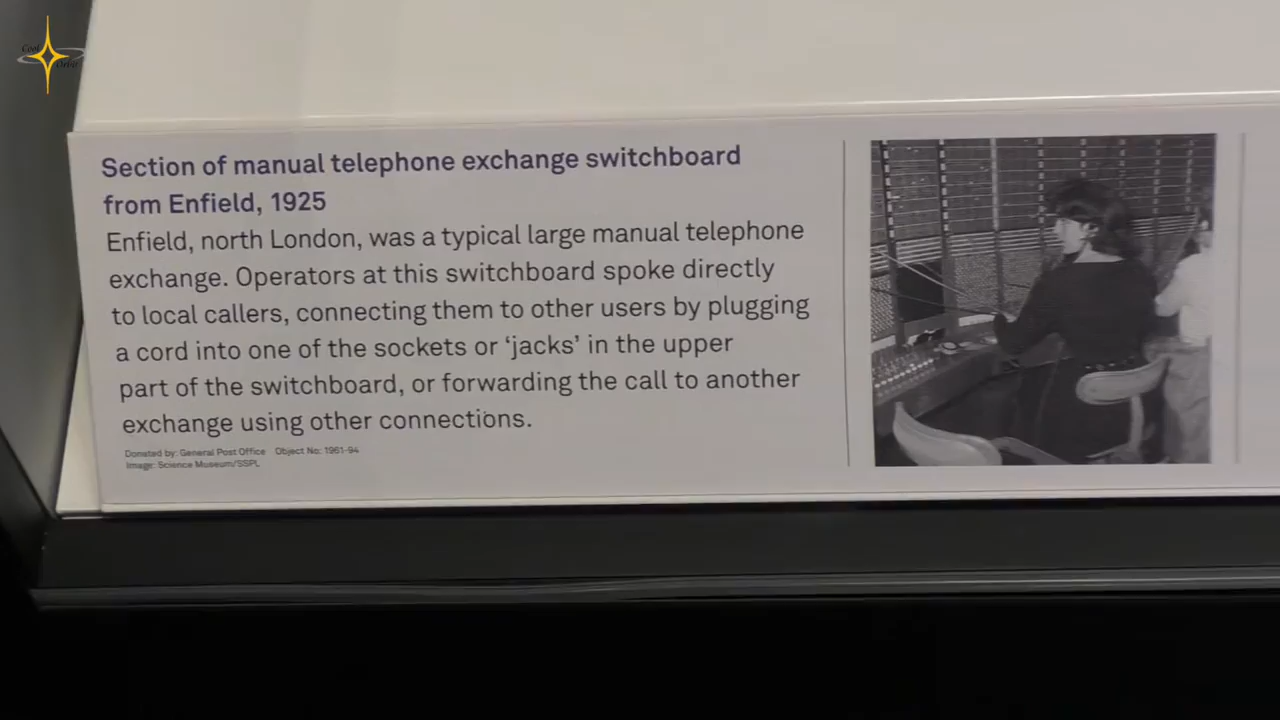 Cool
Section of manual telephone exchange switchboard
from Enfield, 1925
Enfield, north London, was a typical large manual telephone
exchange. Operators at this switchboard spoke directly
to local callers, connecting them to other users by plugging
a cord into one of the sockets or ‘jacks’ in the upper
part of the switchboard, or forwarding the call to another
exchange using other connections.
Donated by: General Post Office Object No: 1961-94
Image: Science Museum/SSPL